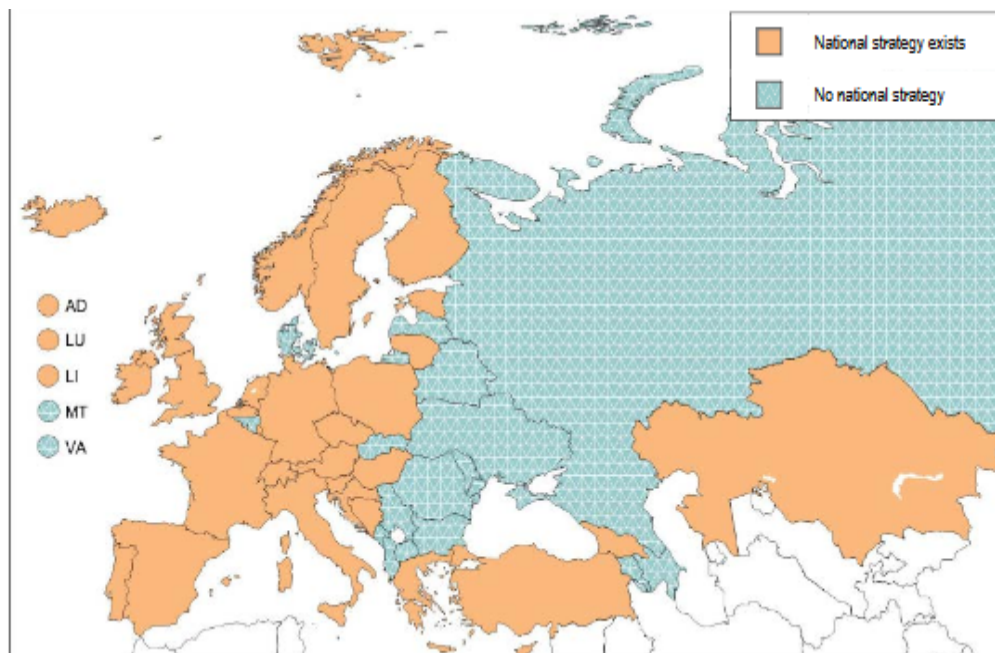 National strategy exists
No national strategy
AD
LU
LI
MT
VA